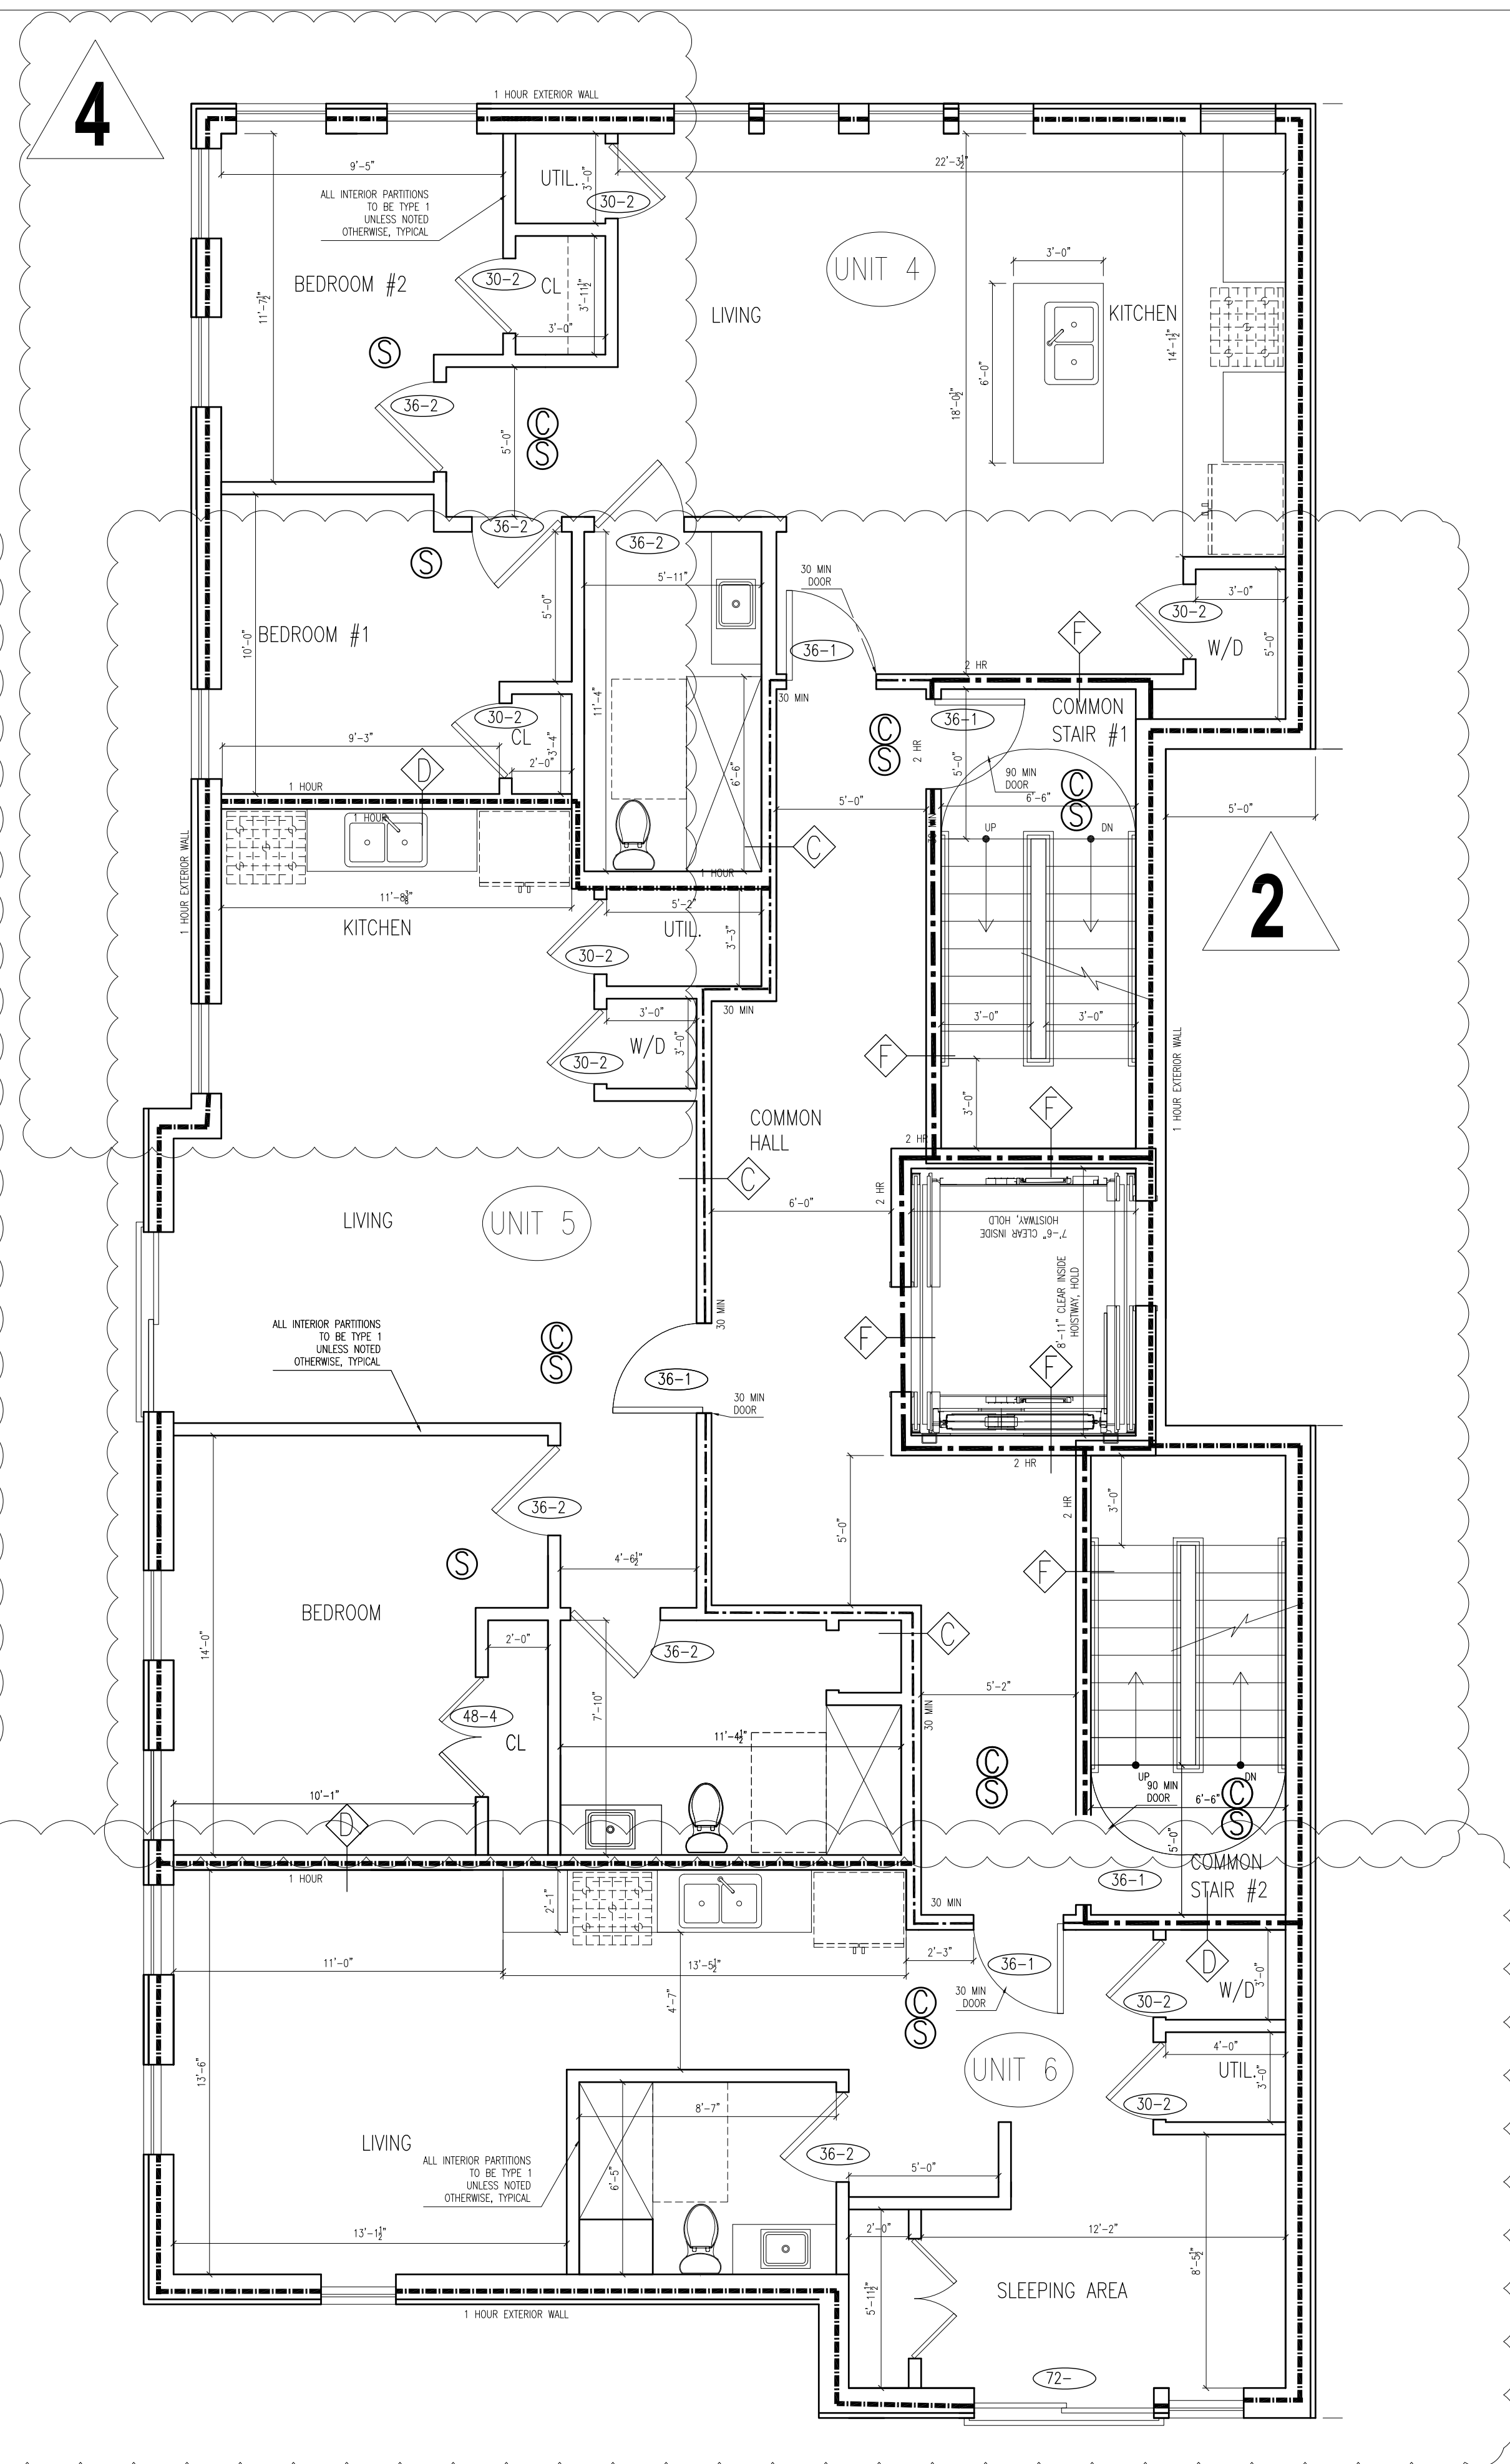 4
1 HOUR EXTERIOR WALL
9'-5"
ALL INTERIOR PARTITIONS
TO BE TYPE 1
UNLESS NOTED
OTHERWISE, TYPICAL
UTIL.
3'-0"
30-2
22'-3½"
UNIT 4
3'-0"
BEDROOM #2
30-2
CL
3'-11½"
3'-0"
11'-7½"
LIVING
KITCHEN
14'-1½"
6'-0"
18'-0½"
S
36-2
C
S
5'-0"
36-2
36-2
S
5'-11"
30 MIN
DOOR
30-2
3'-0"
W/D
5'-0"
BEDROOM #1
10'-0"
5'-0"
36-1
F
2 HR
11'-4"
30 MIN
30-2
CL
3'-4"
9'-3"
2'-0"
D
6'-6"
C
S
2 HR
36-1
5'-0"
COMMON
STAIR #1
90 MIN
DOOR
C
S
6'-6"
1 HOUR
1 HOUR
5'-0"
30 MIN
UP
DN
5'-0"
C
1 HOUR
2
1 HOUR EXTERIOR WALL
11'-8⅜"
KITCHEN
5'-2"
UTIL.
3'-3"
30-2
30 MIN
3'-0"
W/D
3'-0"
30-2
3'-0"
3'-0"
F
3'-0"
F
1 HOUR EXTERIOR WALL
COMMON
HALL
2 HR
C
6'-0"
2 HR
LIVING
UNIT 5
7'-6" CLEAR INSIDE
HOISTWAY, HOLD
8'-11" CLEAR INSIDE
HOISTWAY, HOLD
ALL INTERIOR PARTITIONS
TO BE TYPE 1
UNLESS NOTED
OTHERWISE, TYPICAL
C
S
30 MIN
F
F
36-1
30 MIN
DOOR
2 HR
36-2
S
4'-6½"
5'-0"
2 HR
3'-0"
F
BEDROOM
14'-0"
2'-0"
36-2
C
48-4
CL
7'-10"
11'-4½"
5'-2"
30 MIN
C
S
UP
DN
90 MIN
DOOR
6'-6"
C
S
10'-1"
D
5'-0"
COMMON
STAIR #2
36-1
1 HOUR
2'-1"
30 MIN
11'-0"
13'-5½"
2'-3"
36-1
D
W/D
3'-0"
30-2
4'-7"
30 MIN
DOOR
C
S
13'-6"
UNIT 6
4'-0"
UTIL.
3'-0"
30-2
8'-7"
LIVING
36-2
ALL INTERIOR PARTITIONS
TO BE TYPE 1
UNLESS NOTED
OTHERWISE, TYPICAL
6'-5"
5'-0"
13'-1½"
2'-0"
12'-2"
8'-5½"
5'-11½"
SLEEPING AREA
1 HOUR EXTERIOR WALL
72-